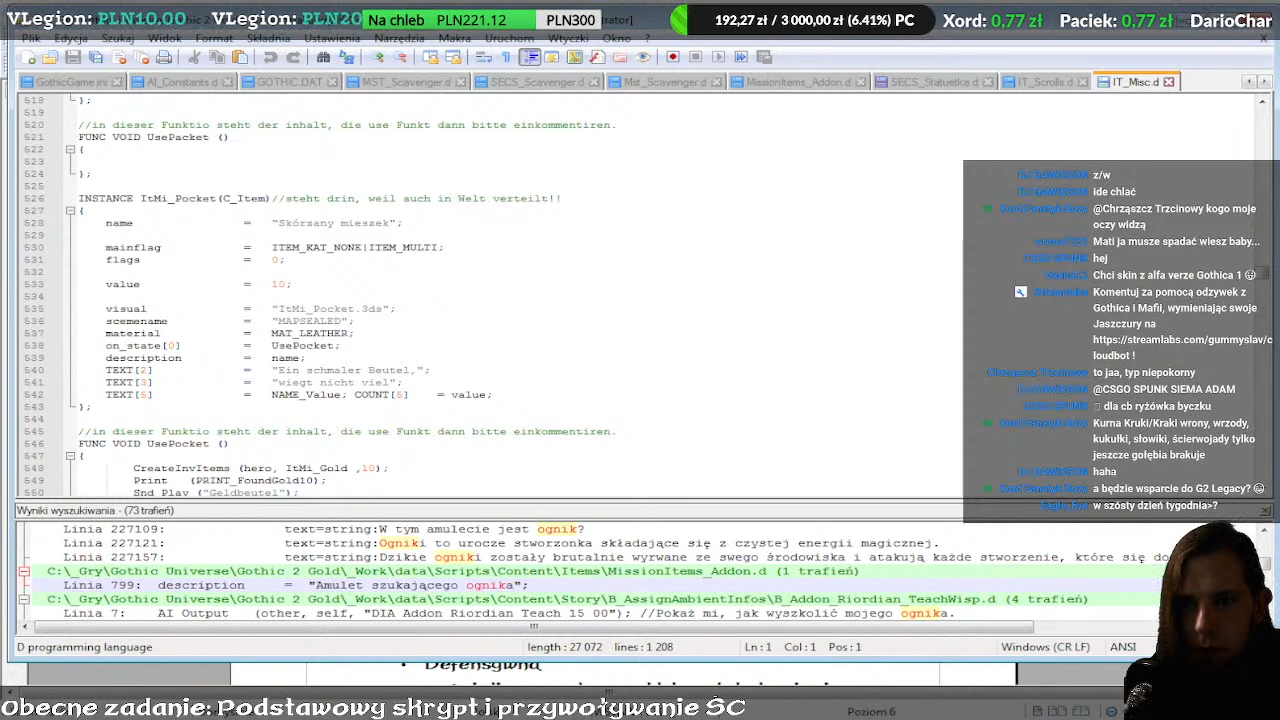 VLegion: PLN10.00 VLegion: PLN20 Na chleb PLN221.12 PLN300 192,27 zł / 3 000,00 zł (6.41%) PC Xord: 0,77 zł Paciek: 0,77 zł DarioChar
Plik Edycja Szukaj Widok Format Składnia Ustawienia Narzędzia Makra Uruchom Wtyczki Okno ?
GothicGame.ini AI_Constants.d GOTHIC.DAT MST_Scavenger.d SECS_Scavenger.d Mst_Scavenger.d MissionItems_Addon.d SECS_Statuetka.d IT_Scrolls.d IT_Misc.d
518 };
519
520 //in dieser Funktio steht der inhalt, die use Funkt dann bitte einkommentiren.
521 FUNC VOID UsePacket ()
522 {
523
524 };
525
526 INSTANCE ItMi_Pocket(C_Item)//steht drin, weil auch in Welt verteilt!!
527 {
528 name = "Skórzany mieszek";
529
530 mainflag = ITEM_KAT_NONE|ITEM_MULTI;
531 flags = 0;
532
533 value = 10;
534
535 visual = "ItMi_Pocket.3ds";
536 scemename = "MAPSEALED";
537 material = MAT_LEATHER;
538 on_state[0] = UsePocket;
539 description = name;
540 TEXT[2] = "Ein schmaler Beutel,";
541 TEXT[3] = "wiegt nicht viel";
542 TEXT[5] = NAME_Value; COUNT[5] = value;
543 };
544
545 //in dieser Funktio steht der inhalt, die use Funkt dann bitte einkommentiren.
546 FUNC VOID UsePocket ()
547 {
548 CreateInvItems (hero, ItMi_Gold ,10);
549 Print (PRINT_FoundGold10);
550 Snd_Play ("Geldbeutel");
z/w
ide chlać
@Chrząszcz Trzcinowy kogo moje
oczy widzą
Mati ja musze spadać wiesz baby...
hej
Chci skin z alfa verze Gothica 1
Streamlabs Komentuj za pomocą odzywek z
Gothica i Mafii, wymieniając swoje
Jaszczury na
https://streamlabs.com/gummyslav/c
loudbot !
Chrząszcz Trzcinowy to jaa, typ niepokorny
@CSGO SPUNK SIEMA ADAM
CSGO SPUNK dla cb ryżówka byczku
Kurna Kruki/Kraki wrony, wrzody,
kukułki, słowiki, ścierwojady tylko
jeszcze gołębia brakuje
haha
a będzie wsparcie do G2 Legacy?
w szósty dzień tygodnia>?
Wyniki wyszukiwania - (73 trafień)
Linia 227109: text=string:W tym amulecie jest ognik?
Linia 227121: text=string:Ogniki to urocze stworzonka składające się z czystej energii magicznej.
Linia 227157: text=string:Dzikie ogniki zostały brutalnie wyrwane ze swego środowiska i atakują każde stworzenie, które się do
C:\_Gry\Gothic Universe\Gothic 2 Gold\_Work\data\Scripts\Content\Items\MissionItems_Addon.d (1 trafień)
Linia 799: description = "Amulet szukającego ognika";
C:\_Gry\Gothic Universe\Gothic 2 Gold\_Work\data\Scripts\Content\Story\B_AssignAmbientInfos\B_Addon_Riordian_TeachWisp.d (4 trafień)
Linia 7: AI_Output (other, self, "DIA_Addon_Riordian_Teach_15_00"); //Pokaż mi, jak wyszkolić mojego ognika.
D programming language length : 27 072 lines : 1 208 Ln : 1 Col : 1 Pos : 1 Windows (CR LF) ANSI
• Defensywna
Obecne zadanie: Podstawowy skrypt i przywoływanie SC
Poziom 6